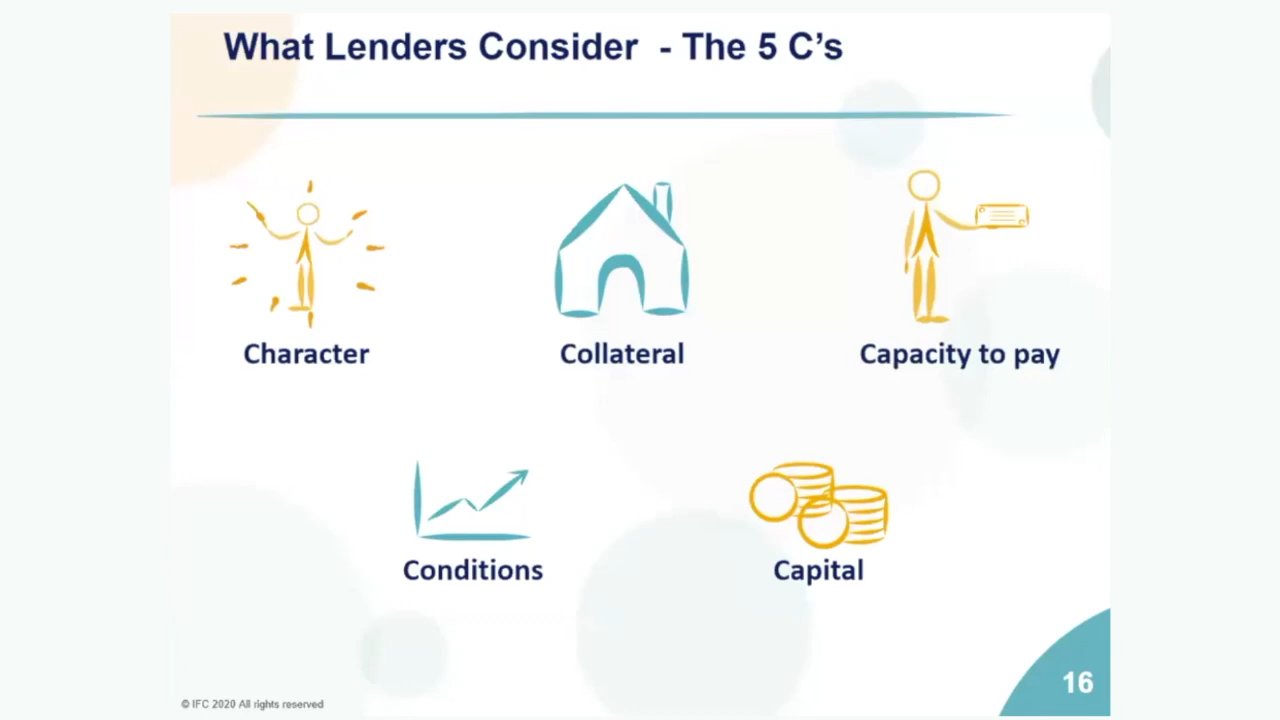 What Lenders Consider - The 5 C’s
Character
Collateral
Capacity to pay
Conditions
Capital
16
© IFC 2020 All rights reserved